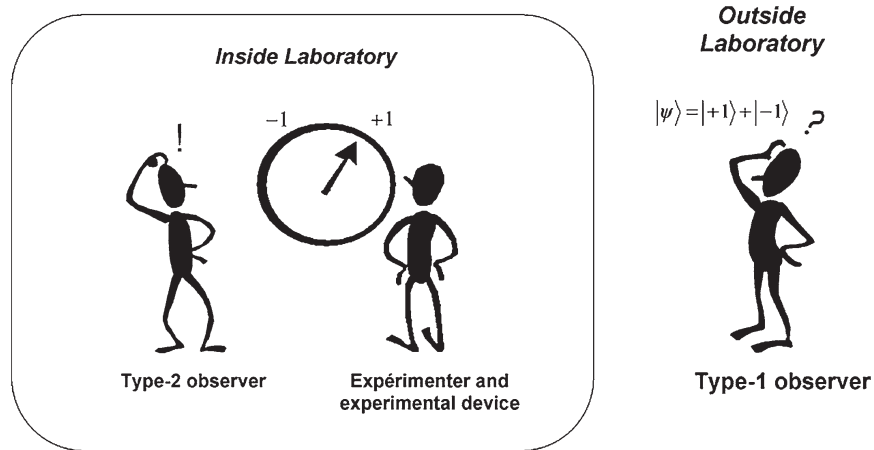 Outside
Laboratory
Inside Laboratory
!
−1
+1
|ψ⟩=|+1⟩+|−1⟩
?
Type-2 observer
Expérimenter and
experimental device
Type-1 observer